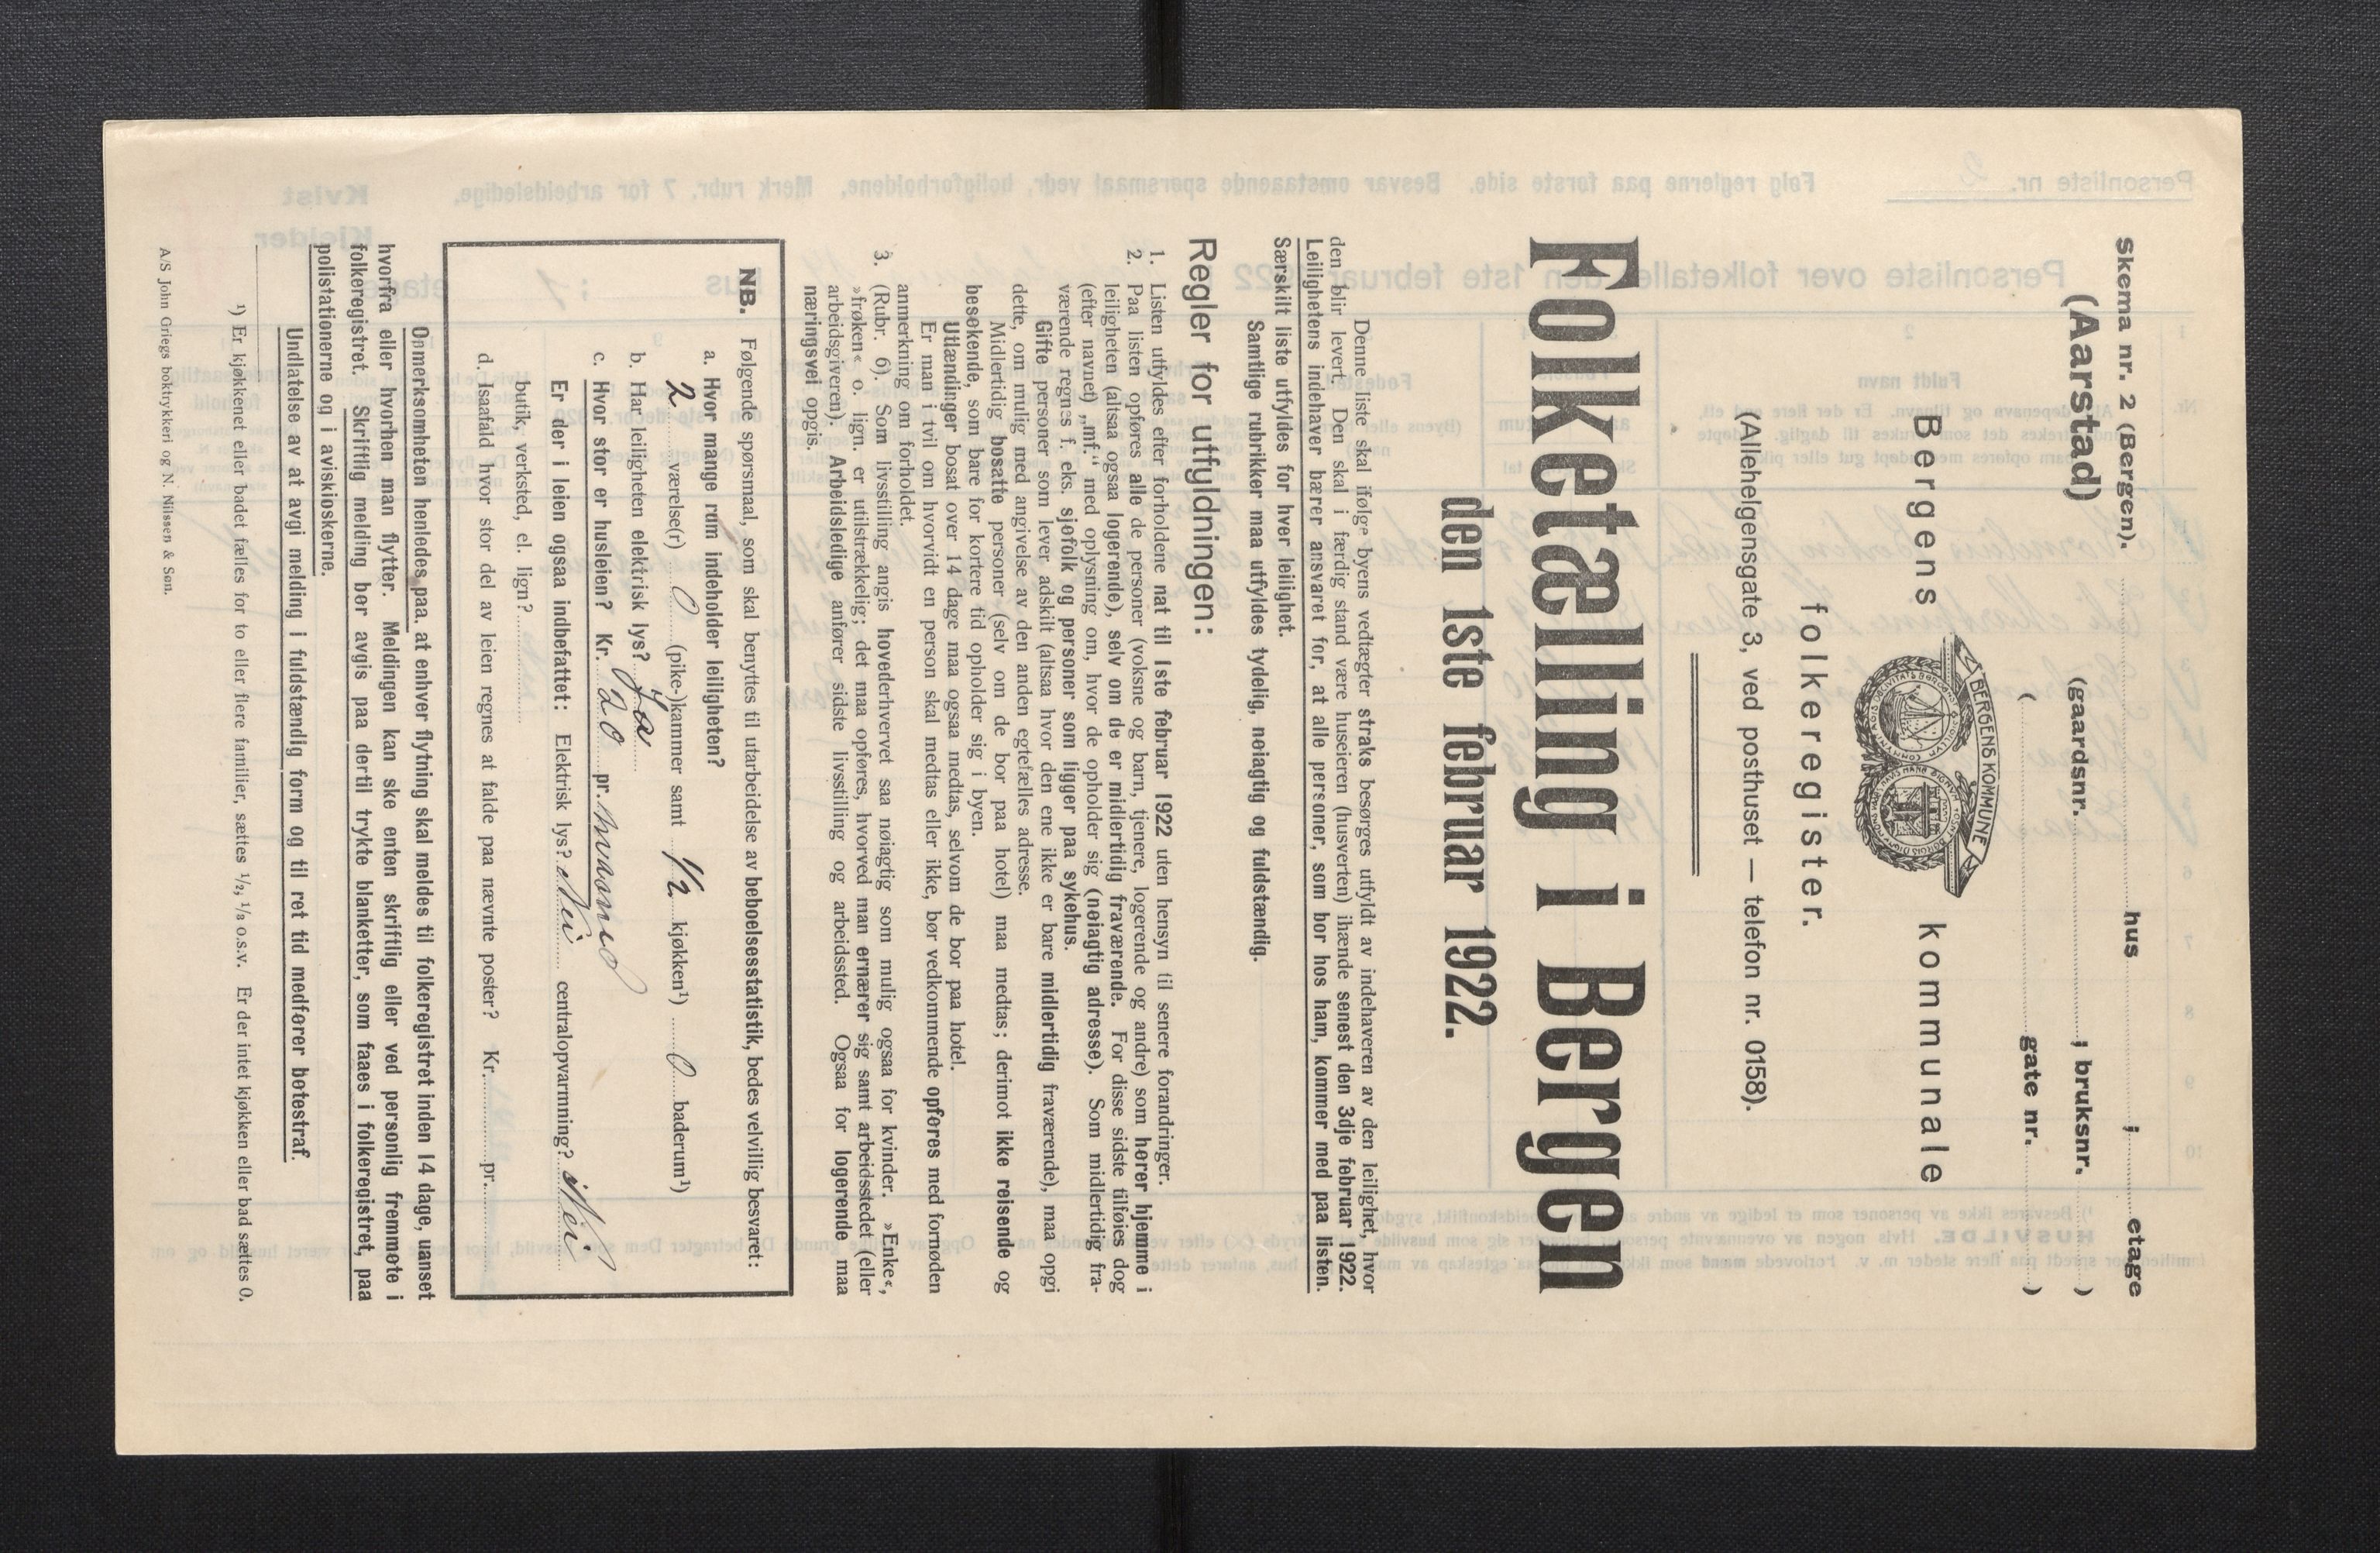 Skema nr. 2 (Bergen). hus ; etage
(Aarstad) (gaardsnr. ; bruksnr. )
( gate nr. )
Bergens kommunale
BERGENS KOMMUNE
folkeregister.
(Allehelgensgate 3, ved posthuset — telefon nr. 0158).
Folketælling i Bergen
den 1ste februar 1922.
Denne liste skal ifølge byens vedtægter straks besørges utfyldt av indehaveren av den leilighet, hvor
den blir levert. Den skal i færdig stand være huseieren (husverten) ihænde senest den 3dje februar 1922.
Leilighetens indehaver bærer ansvaret for, at alle personer, som bor hos ham, kommer med paa listen.
Særskilt liste utfyldes for hver leilighet.
Samtlige rubrikker maa utfyldes tydelig, nøiagtig og fuldstændig.
Regler for utfyldningen:
1. Listen utfyldes efter forholdene nat til 1ste februar 1922 uten hensyn til senere forandringer.
2. Paa listen opføres alle de personer (voksne og barn, tjenere, logerende og andre) som hører hjemme i
leiligheten (altsaa ogsaa logerende), selv om de er midlertidig fraværende. For disse sidste tilføies dog
(efter navnet) „mf.“ med oplysning om, hvor de opholder sig (nøiagtig adresse). Som midlertidig fra-
værende regnes f. eks. sjøfolk og personer som ligger paa sykehus.
Gifte personer som lever adskilt (altsaa hvor den ene ikke er bare midlertidig fraværende), maa opgi
dette, om mulig med angivelse av den anden egtefælles adresse.
Midlertidig bosatte personer (selv om de bor paa hotel) maa medtas; derimot ikke reisende og
besøkende, som bare for kortere tid opholder sig i byen.
Utlændinger bosat over 14 dage maa ogsaa medtas, selvom de bor paa hotel.
Er man i tvil om hvorvidt en person skal medtas eller ikke, bør vedkommende opføres med fornøden
anmerkning om forholdet.
3. (Rubr. 6). Som livsstilling angis hovederhvervet saa nøiagtig som mulig ogsaa for kvinder. »Enke«,
»frøken« o. lign. er utilstrækkelig; det maa opføres, hvorved man ernærer sig samt arbeidsstedet (eller
arbeidsgiveren). Arbeidsledige anfører sidste livsstilling og arbeidssted. Ogsaa for logerende maa
næringsvei opgis.
NB. Følgende spørsmaal, som skal benyttes til utarbeidelse av beboelsesstatistik, bedes velvillig besvaret:
a. Hvor mange rum indeholder leiligheten?
2 værelse(r) 0 (pike-)kammer samt 1/2 kjøkken¹) 0 baderum¹)
b. Har leiligheten elektrisk lys? Ja
c. Hvor stor er husleien? Kr. 20 pr.
Er der i leien ogsaa indbefattet: Elektrisk lys? Nei centralopvarmning? Nei
butik, verksted, el. lign?
d. Isaafald hvor stor del av leien regnes at falde paa nævnte poster? Kr. pr.
Opmerksomheten henledes paa, at enhver flytning skal meldes til folkeregistret inden 14 dage, uanset
hvorfra eller hvorhen man flytter. Meldingen kan ske enten skriftlig eller ved personlig fremmøte i
folkeregistret. Skriftlig melding bør avgis paa dertil trykte blanketter, som faaes i folkeregistret, paa
polistationerne og i aviskioskerne.
Undlatelse av at avgi melding i fuldstændig form og til ret tid medfører bøtestraf.
¹) Er kjøkkenet eller badet fælles for to eller flere familier, sættes ¹/₂, ¹/₃ o.s.v. Er der intet kjøkken eller bad sættes 0.
A/S John Griegs boktrykkeri og N. Nilssen & Søn.